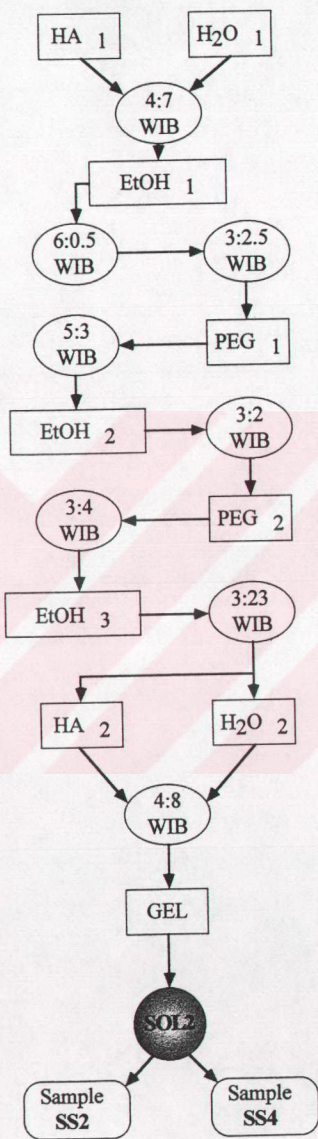 HA 1
H₂O 1
4:7
WIB
EtOH 1
6:0.5
WIB
3:2.5
WIB
5:3
WIB
PEG 1
EtOH 2
3:2
WIB
3:4
WIB
PEG 2
EtOH 3
3:23
WIB
HA 2
H₂O 2
4:8
WIB
GEL
SOL2
Sample
SS2
Sample
SS4